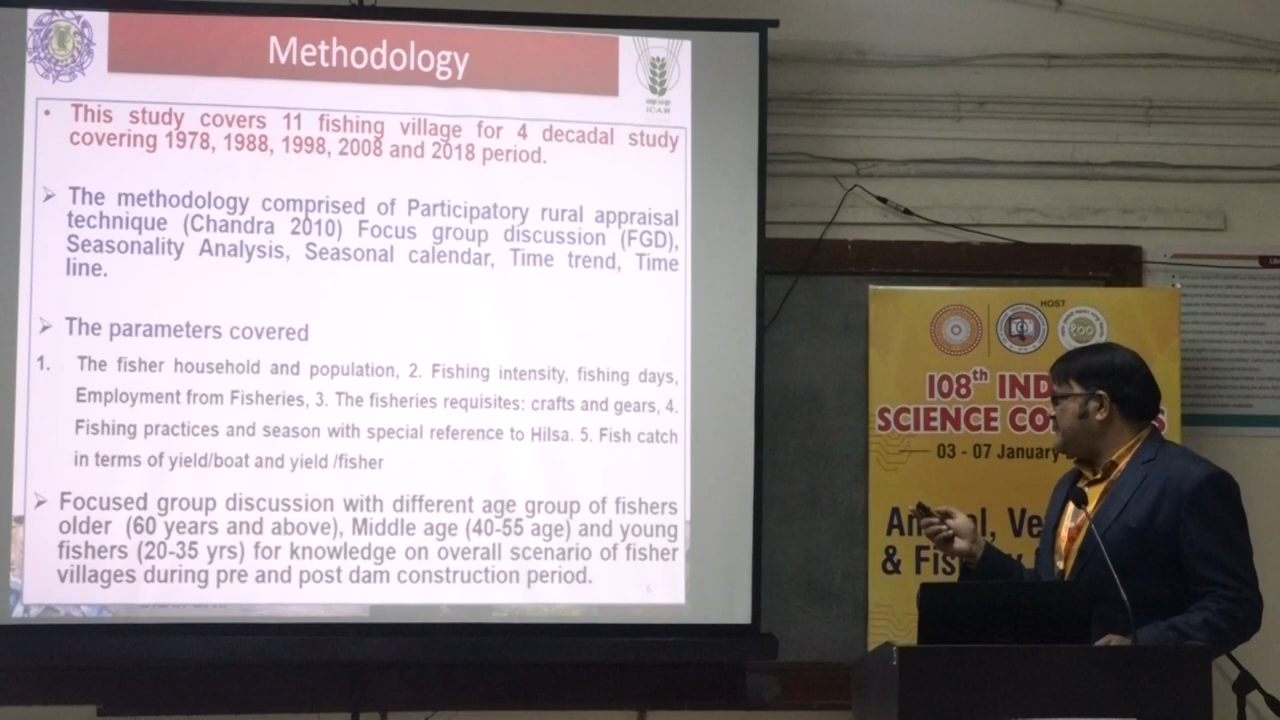 Methodology
ICAR
• This study covers 11 fishing village for 4 decadal study
covering 1978, 1988, 1998, 2008 and 2018 period.
➢ The methodology comprised of Participatory rural appraisal
technique (Chandra 2010) Focus group discussion (FGD),
Seasonality Analysis, Seasonal calendar, Time trend, Time
line.
➢ The parameters covered
1. The fisher household and population, 2. Fishing intensity, fishing days,
Employment from Fisheries, 3. The fisheries requisites: crafts and gears, 4.
Fishing practices and season with special reference to Hilsa. 5. Fish catch
in terms of yield/boat and yield /fisher
➢ Focused group discussion with different age group of fishers
older (60 years and above), Middle age (40-55 age) and young
fishers (20-35 yrs) for knowledge on overall scenario of fisher
villages during pre and post dam construction period.
6
HOST
108th IND
SCIENCE CO S
03 - 07 January
An l, Ve
& Fis